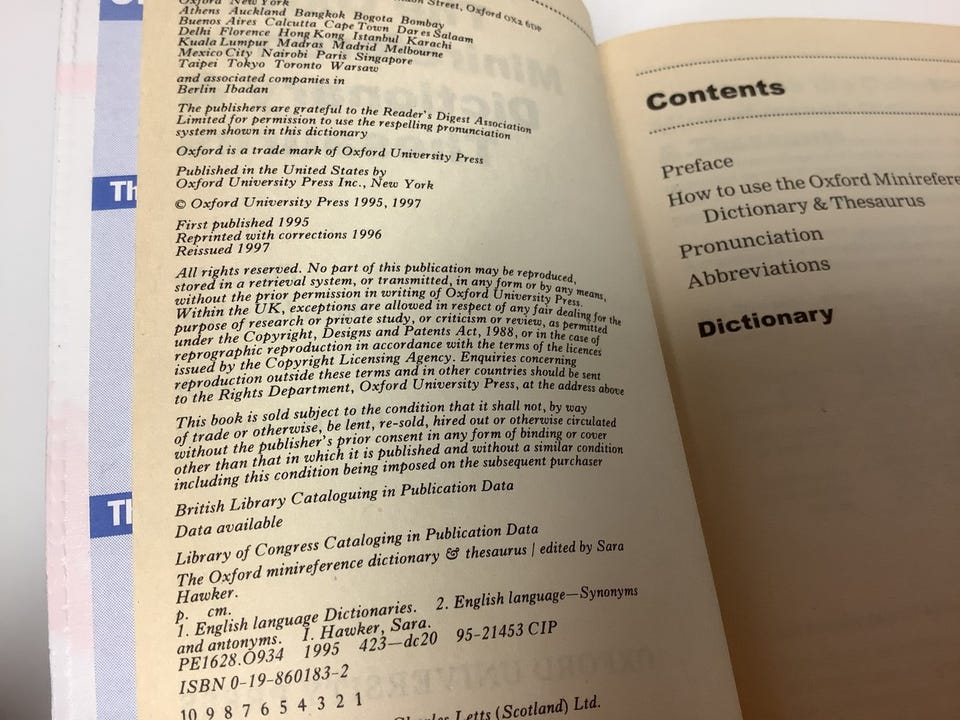 Oxford New York
Athens Auckland Bangkok Bogota Bombay
Buenos Aires Calcutta Cape Town Dar es Salaam
Delhi Florence Hong Kong Istanbul Karachi
Kuala Lumpur Madras Madrid Melbourne
Mexico City Nairobi Paris Singapore
Taipei Tokyo Toronto Warsaw
and associated companies in
Berlin Ibadan
The publishers are grateful to the Reader's Digest Association
Limited for permission to use the respelling pronunciation
system shown in this dictionary
Oxford is a trade mark of Oxford University Press
Published in the United States by
Oxford University Press Inc., New York
© Oxford University Press 1995, 1997
First published 1995
Reprinted with corrections 1996
Reissued 1997
All rights reserved. No part of this publication may be reproduced,
stored in a retrieval system, or transmitted, in any form or by any means,
without the prior permission in writing of Oxford University Press.
Within the UK, exceptions are allowed in respect of any fair dealing for the
purpose of research or private study, or criticism or review, as permitted
under the Copyright, Designs and Patents Act, 1988, or in the case of
reprographic reproduction in accordance with the terms of the licences
issued by the Copyright Licensing Agency. Enquiries concerning
reproduction outside these terms and in other countries should be sent
to the Rights Department, Oxford University Press, at the address above
This book is sold subject to the condition that it shall not, by way
of trade or otherwise, be lent, re-sold, hired out or otherwise circulated
without the publisher's prior consent in any form of binding or cover
other than that in which it is published and without a similar condition
including this condition being imposed on the subsequent purchaser
British Library Cataloguing in Publication Data
Data available
Library of Congress Cataloging in Publication Data
The Oxford minireference dictionary & thesaurus | edited by Sara
Hawker.
p. cm.
1. English language Dictionaries. 2. English language—Synonyms
and antonyms. I. Hawker, Sara.
PE1628.O934 1995 423—dc20 95-21453 CIP
ISBN 0-19-860183-2
10 9 8 7 6 5 4 3 2 1
Charles Letts (Scotland) Ltd.
Contents
Preface
How to use the Oxford Minirefere
Dictionary & Thesaurus
Pronunciation
Abbreviations
Dictionary